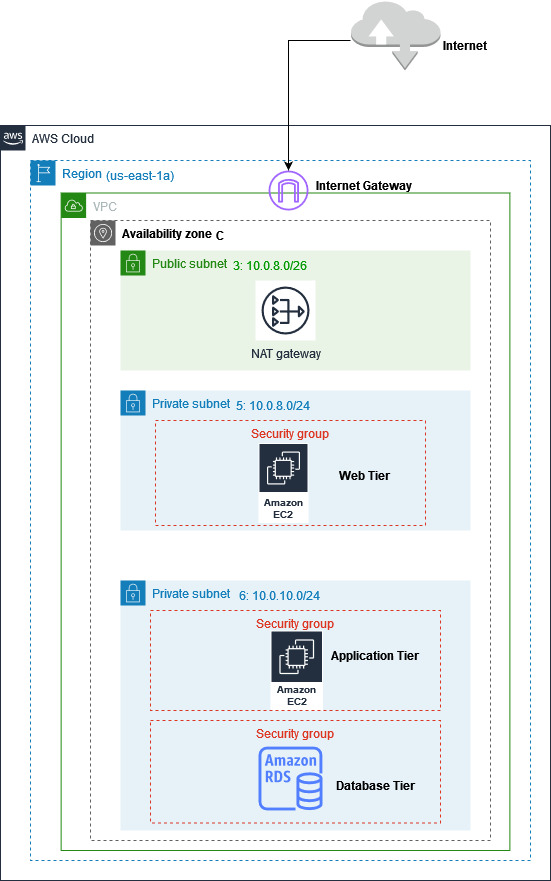 Internet
aws
AWS Cloud
Region (us-east-1a)
Internet Gateway
VPC
Availability zone C
Public subnet 3: 10.0.8.0/26
NAT gateway
Private subnet 5: 10.0.8.0/24
Security group
Web Tier
Amazon
EC2
Private subnet 6: 10.0.10.0/24
Security group
Application Tier
Amazon
EC2
Security group
Amazon
RDS
Database Tier